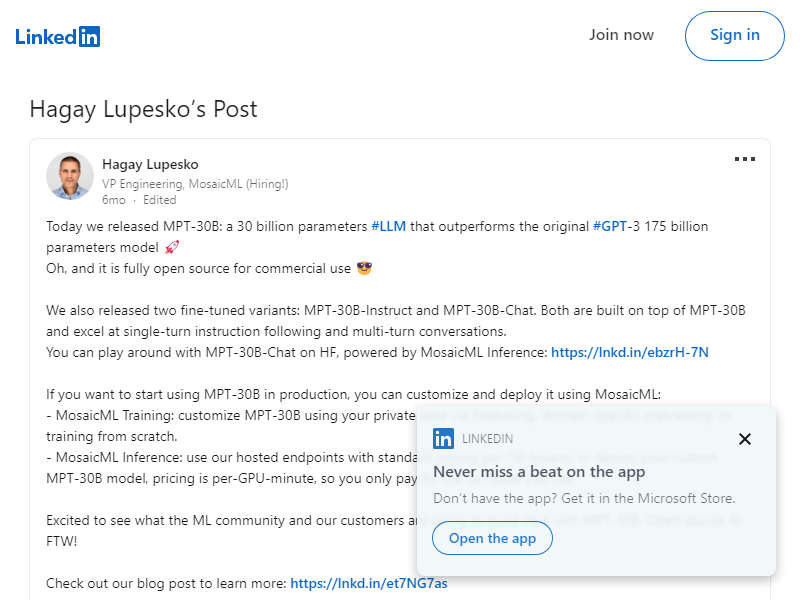 LinkedIn
Join now
Sign in
Hagay Lupesko’s Post
Hagay Lupesko
VP Engineering, MosaicML (Hiring!)
6mo · Edited
Today we released MPT-30B: a 30 billion parameters #LLM that outperforms the original #GPT-3 175 billion
parameters model 🚀
Oh, and it is fully open source for commercial use 😎
We also released two fine-tuned variants: MPT-30B-Instruct and MPT-30B-Chat. Both are built on top of MPT-30B
and excel at single-turn instruction following and multi-turn conversations.
You can play around with MPT-30B-Chat on HF, powered by MosaicML Inference: https://lnkd.in/ebzrH-7N
If you want to start using MPT-30B in production, you can customize and deploy it using MosaicML:
- MosaicML Training: customize MPT-30B using your private
training from scratch.
- MosaicML Inference: use our hosted endpoints with
MPT-30B model, pricing is per-GPU-minute, so you only pay
Excited to see what the ML community and our customers
FTW!
Check out our blog post to learn more: https://lnkd.in/et7NG7as
in LINKEDIN
Never miss a beat on the app
Don’t have the app? Get it in the Microsoft Store.
Open the app